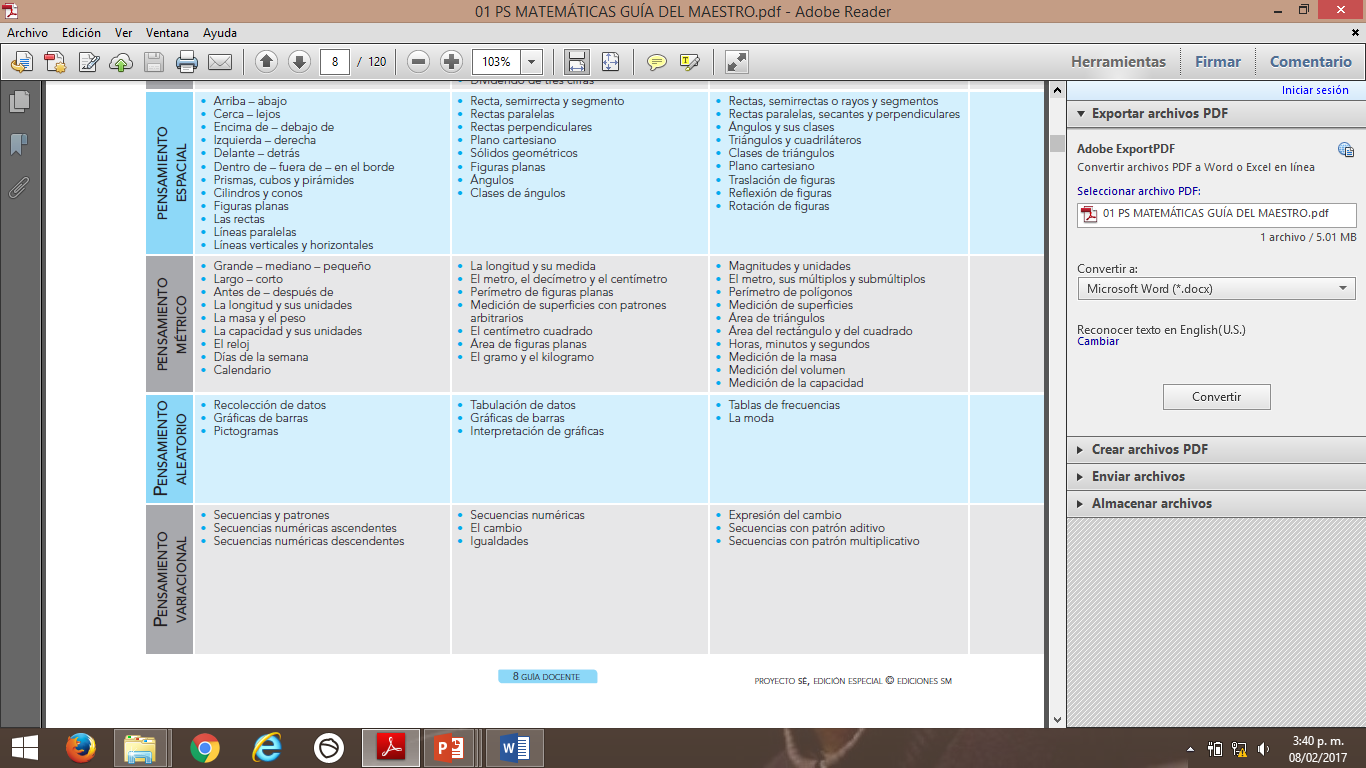 01 PS MATEMÁTICAS GUÍA DEL MAESTRO.pdf - Adobe Reader
Archivo Edición Ver Ventana Ayuda
8 / 120 103%
Herramientas Firmar Comentario
Dividendo de tres cifras
PENSAMIENTO ESPACIAL
• Arriba – abajo
• Cerca – lejos
• Encima de – debajo de
• Izquierda – derecha
• Delante – detrás
• Dentro de – fuera de – en el borde
• Prismas, cubos y pirámides
• Cilindros y conos
• Figuras planas
• Las rectas
• Líneas paralelas
• Líneas verticales y horizontales
• Recta, semirrecta y segmento
• Rectas paralelas
• Rectas perpendiculares
• Plano cartesiano
• Sólidos geométricos
• Figuras planas
• Ángulos
• Clases de ángulos
• Rectas, semirrectas o rayos y segmentos
• Rectas paralelas, secantes y perpendiculares
• Ángulos y sus clases
• Triángulos y cuadriláteros
• Clases de triángulos
• Plano cartesiano
• Traslación de figuras
• Reflexión de figuras
• Rotación de figuras
PENSAMIENTO MÉTRICO
• Grande – mediano – pequeño
• Largo – corto
• Antes de – después de
• La longitud y sus unidades
• La masa y el peso
• La capacidad y sus unidades
• El reloj
• Días de la semana
• Calendario
• La longitud y su medida
• El metro, el decímetro y el centímetro
• Perímetro de figuras planas
• Medición de superficies con patrones
arbitrarios
• El centímetro cuadrado
• Área de figuras planas
• El gramo y el kilogramo
• Magnitudes y unidades
• El metro, sus múltiplos y submúltiplos
• Perímetro de polígonos
• Medición de superficies
• Área de triángulos
• Área del rectángulo y del cuadrado
• Horas, minutos y segundos
• Medición de la masa
• Medición del volumen
• Medición de la capacidad
PENSAMIENTO ALEATORIO
• Recolección de datos
• Gráficas de barras
• Pictogramas
• Tabulación de datos
• Gráficas de barras
• Interpretación de gráficas
• Tablas de frecuencias
• La moda
PENSAMIENTO VARIACIONAL
• Secuencias y patrones
• Secuencias numéricas ascendentes
• Secuencias numéricas descendentes
• Secuencias numéricas
• El cambio
• Igualdades
• Expresión del cambio
• Secuencias con patrón aditivo
• Secuencias con patrón multiplicativo
8 GUÍA DOCENTE
PROYECTO SÉ, EDICIÓN ESPECIAL © EDICIONES SM
Iniciar sesión
Exportar archivos PDF
Adobe ExportPDF
Convertir archivos PDF a Word o Excel en línea
Seleccionar archivo PDF:
01 PS MATEMÁTICAS GUÍA DEL MAESTRO.pdf
1 archivo / 5.01 MB
Convertir a:
Microsoft Word (*.docx)
Reconocer texto en English(U.S.)
Cambiar
Convertir
Crear archivos PDF
Enviar archivos
Almacenar archivos
3:40 p. m.
08/02/2017